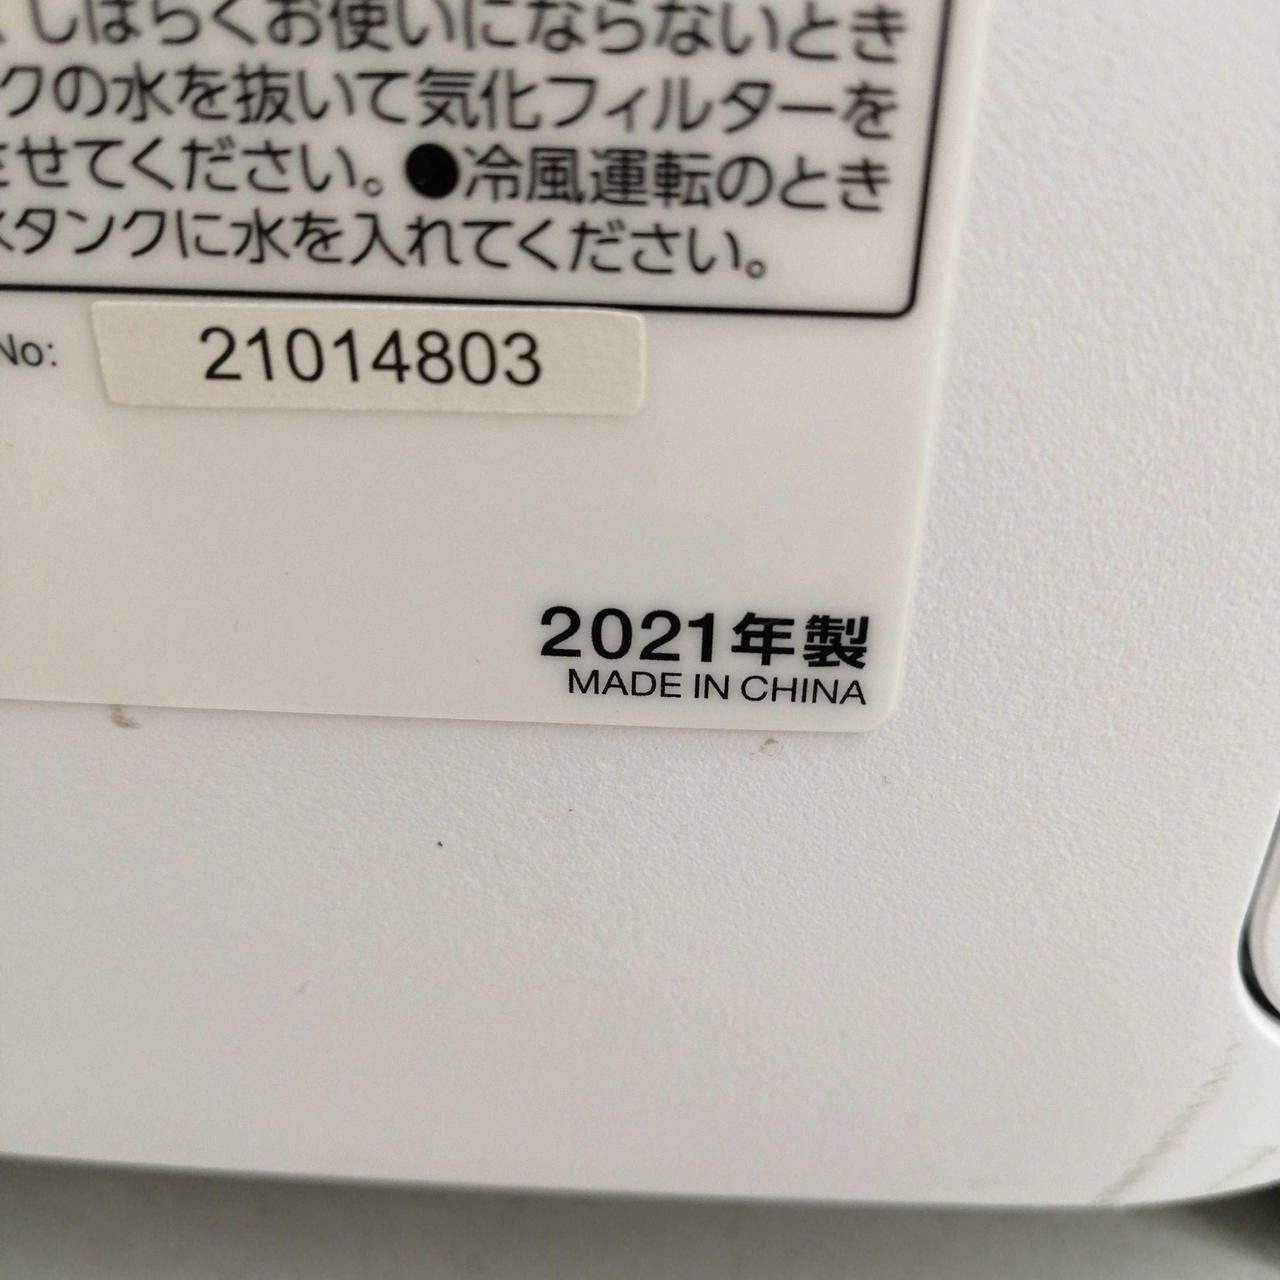 しばらくお使いにならないとき
クの水を抜いて気化フィルターを
させてください。●冷風運転のとき
水タンクに水を入れてください。
No: 21014803
2021年製
MADE IN CHINA